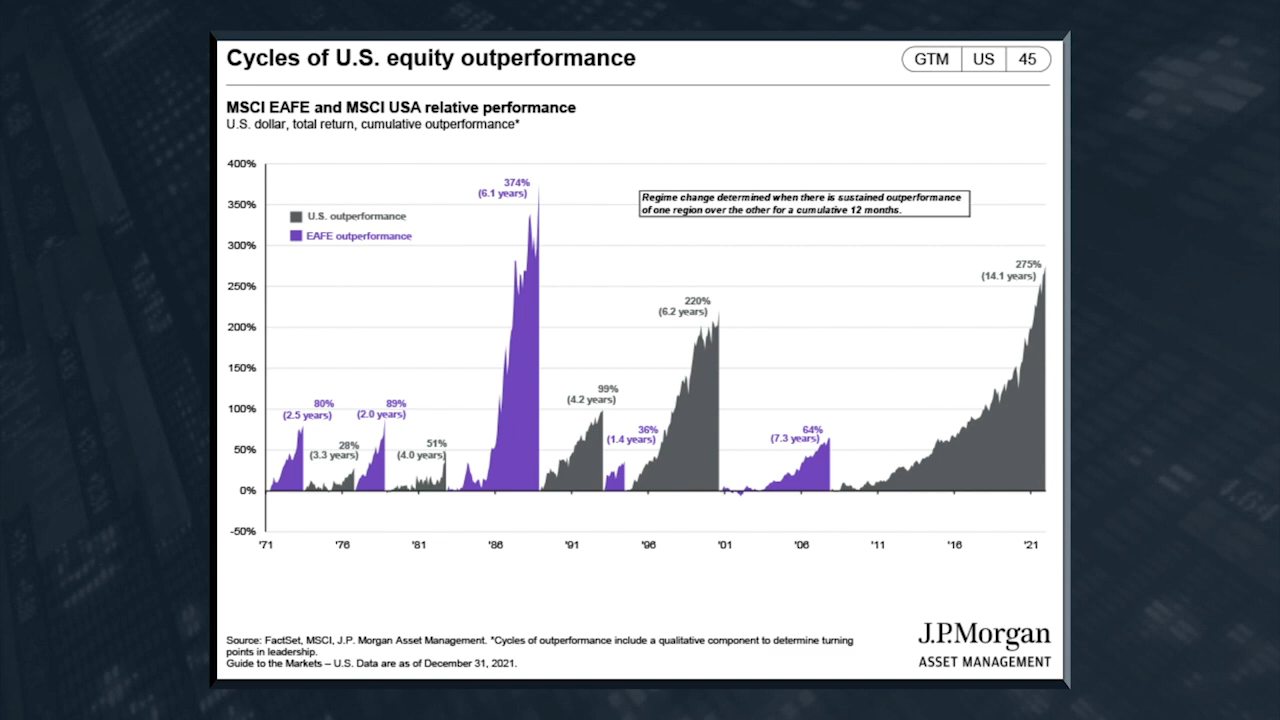 Cycles of U.S. equity outperformance
GTM US 45
MSCI EAFE and MSCI USA relative performance
U.S. dollar, total return, cumulative outperformance*
400%
350%
300%
250%
200%
150%
100%
50%
0%
-50%
U.S. outperformance
EAFE outperformance
Regime change determined when there is sustained outperformance
of one region over the other for a cumulative 12 months.
80%
(2.5 years)
28%
(3.3 years)
89%
(2.0 years)
51%
(4.0 years)
374%
(6.1 years)
99%
(4.2 years)
36%
(1.4 years)
220%
(6.2 years)
64%
(7.3 years)
275%
(14.1 years)
'71 '76 '81 '86 '91 '96 '01 '06 '11 '16 '21
Source: FactSet, MSCI, J.P. Morgan Asset Management. *Cycles of outperformance include a qualitative component to determine turning
points in leadership.
Guide to the Markets – U.S. Data are as of December 31, 2021.
J.P.Morgan
ASSET MANAGEMENT